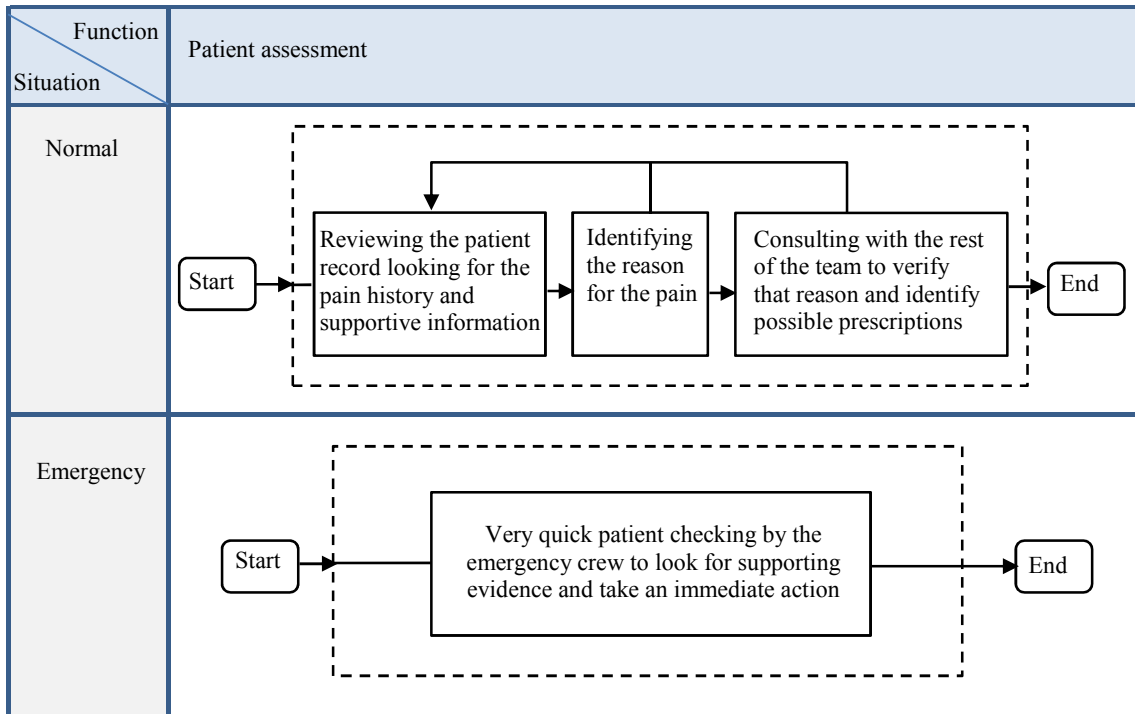 Function
Situation
Patient assessment
Normal
Start
Reviewing the patient
record looking for the
pain history and
supportive information
Identifying
the reason
for the pain
Consulting with the rest
of the team to verify
that reason and identify
possible prescriptions
End
Emergency
Start
Very quick patient checking by the
emergency crew to look for supporting
evidence and take an immediate action
End